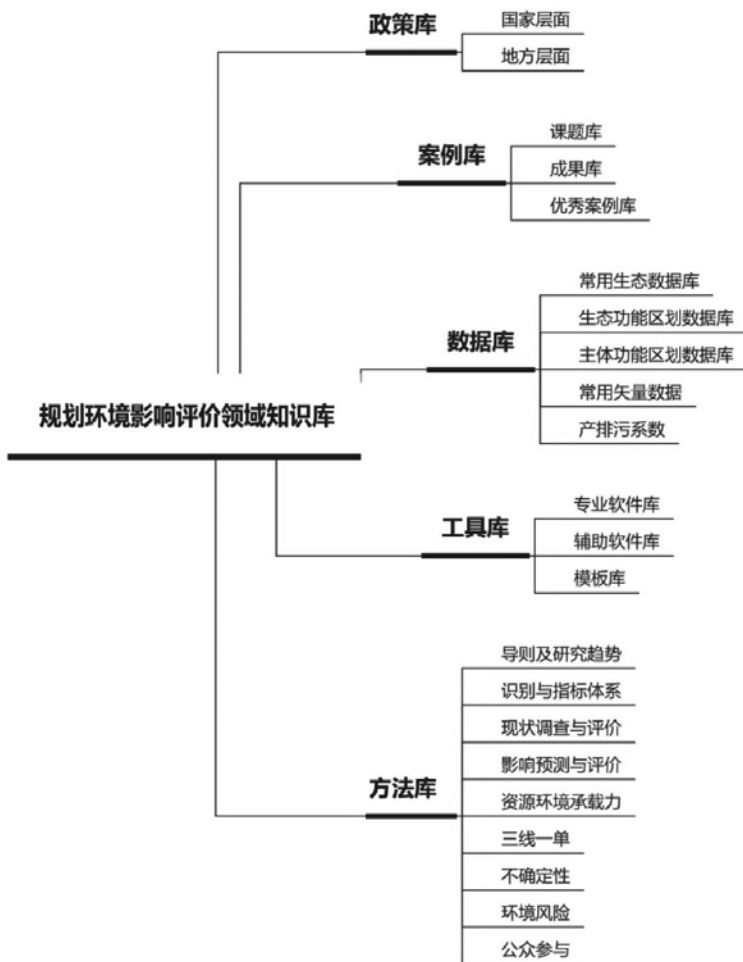 政策库
国家层面
地方层面
案例库
课题库
成果库
优秀案例库
数据库
常用生态数据库
生态功能区划数据库
主体功能区划数据库
常用矢量数据
产排污系数
规划环境影响评价领域知识库
工具库
专业软件库
辅助软件库
模板库
方法库
导则及研究趋势
识别与指标体系
现状调查与评价
影响预测与评价
资源环境承载力
三线一单
不确定性
环境风险
公众参与